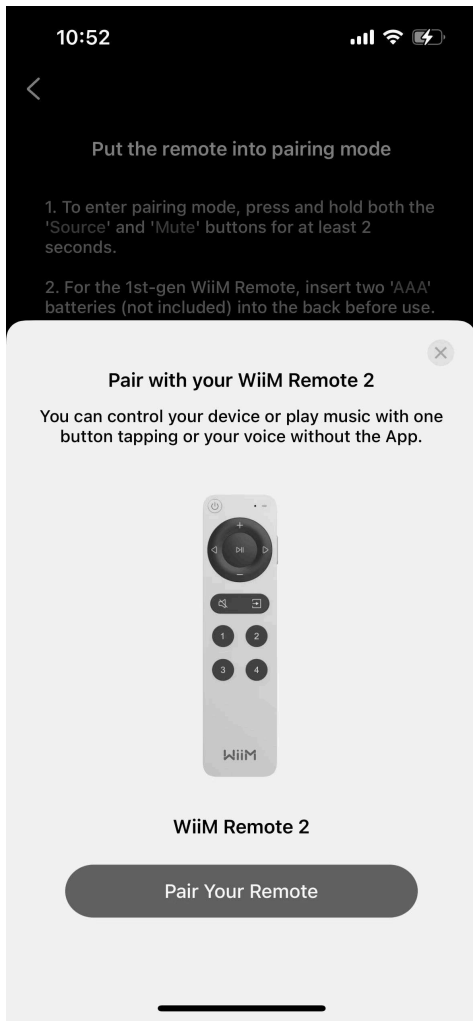 10:52
Put the remote into pairing mode
1. To enter pairing mode, press and hold both the
'Source' and 'Mute' buttons for at least 2
seconds.
2. For the 1st-gen WiiM Remote, insert two 'AAA'
batteries (not included) into the back before use.
Pair with your WiiM Remote 2
You can control your device or play music with one
button tapping or your voice without the App.
+
−
1 2
3 4
WiiM
WiiM Remote 2
Pair Your Remote